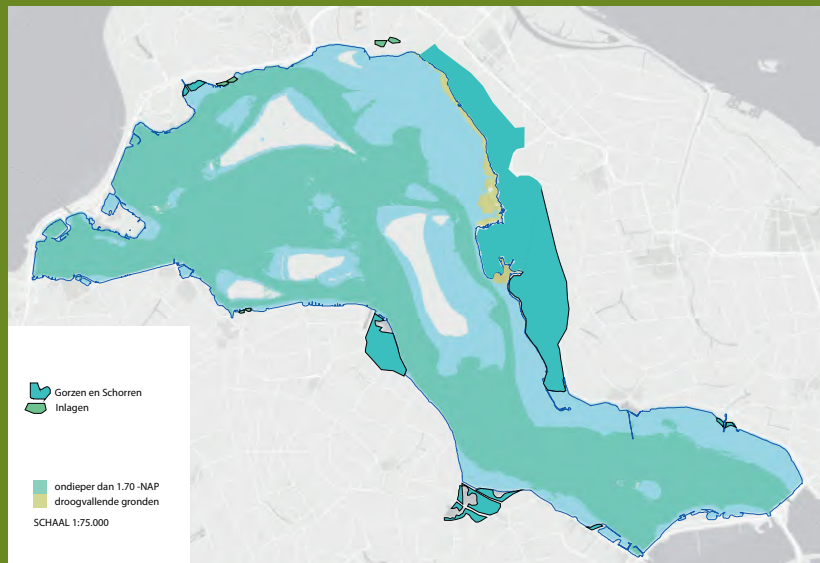 Gorzen en Schorren
Inlagen
ondieper dan 1.70 -NAP
droogvallende gronden
SCHAAL 1:75.000